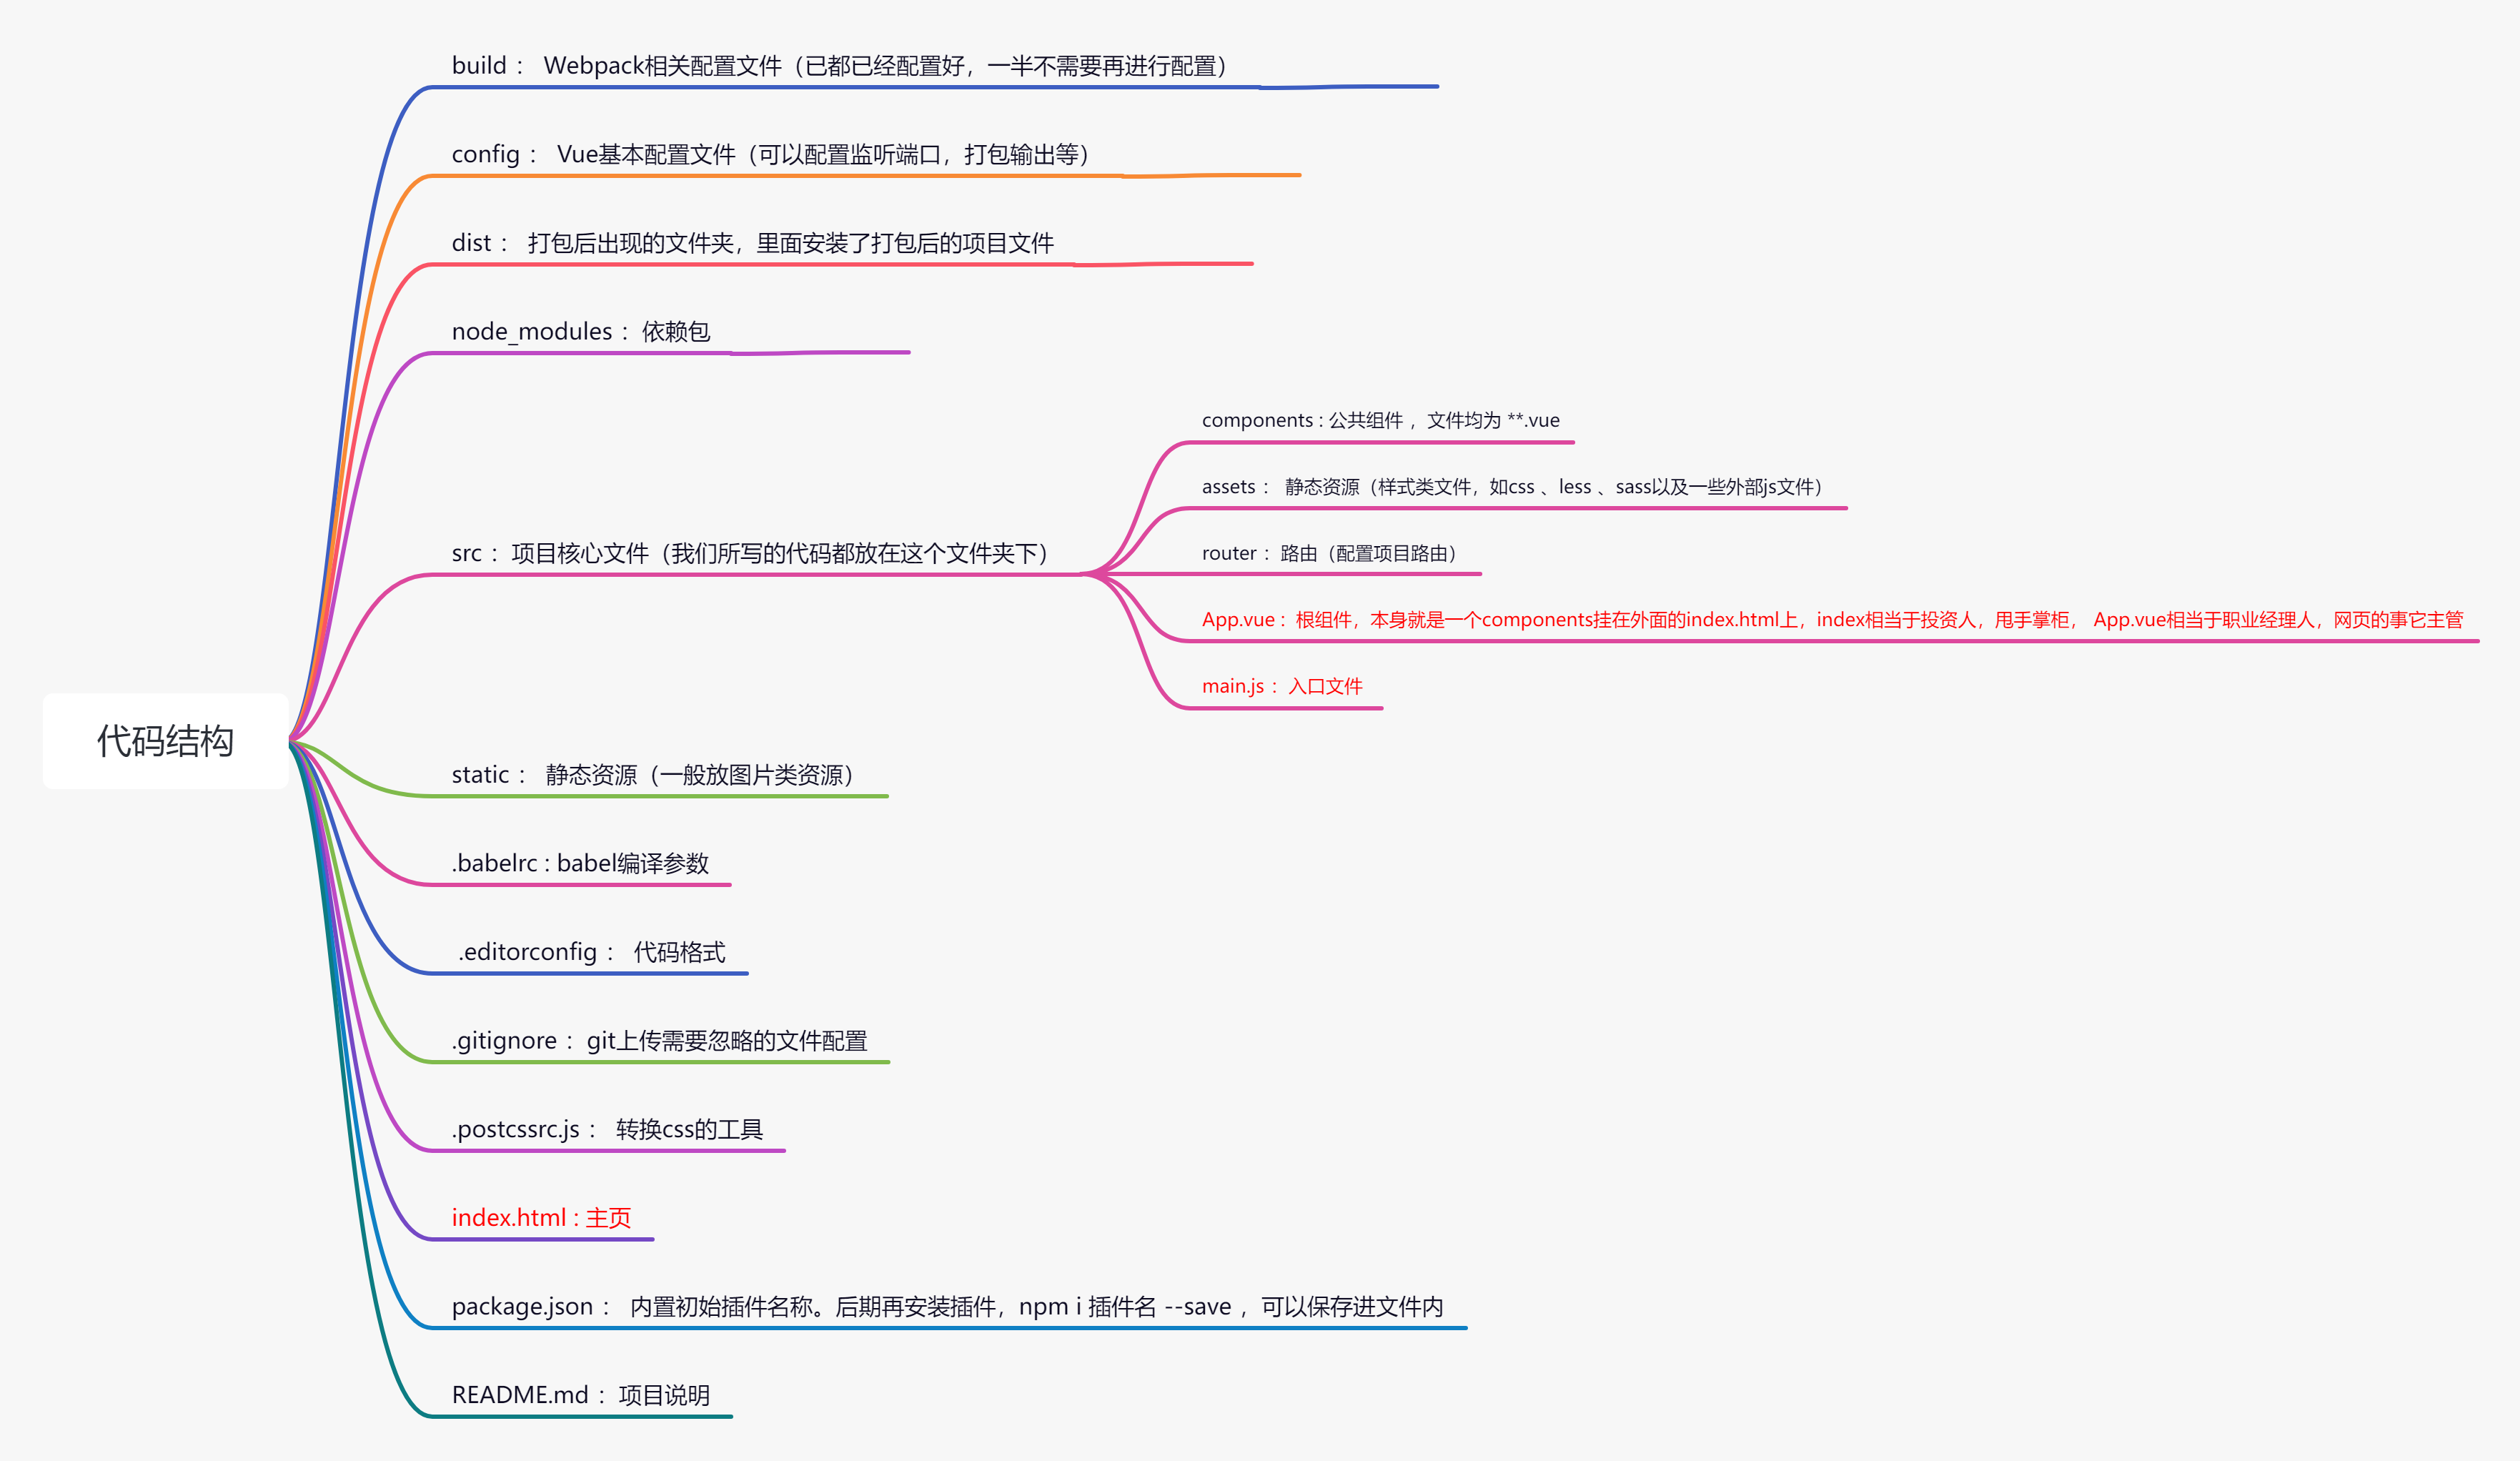 代码结构
build ： Webpack相关配置文件（已都已经配置好，一半不需要再进行配置）
config ： Vue基本配置文件（可以配置监听端口，打包输出等）
dist ： 打包后出现的文件夹，里面安装了打包后的项目文件
node_modules ：依赖包
src ：项目核心文件（我们所写的代码都放在这个文件夹下）
components : 公共组件 ，文件均为 **.vue
assets ： 静态资源（样式类文件，如css 、less 、sass以及一些外部js文件）
router ：路由（配置项目路由）
App.vue ：根组件，本身就是一个components挂在外面的index.html上，index相当于投资人，甩手掌柜， App.vue相当于职业经理人，网页的事它主管
main.js ：入口文件
static ： 静态资源（一般放图片类资源）
.babelrc : babel编译参数
.editorconfig ： 代码格式
.gitignore ：git上传需要忽略的文件配置
.postcssrc.js ： 转换css的工具
index.html : 主页
package.json ： 内置初始插件名称。后期再安装插件，npm i 插件名 --save ，可以保存进文件内
README.md ：项目说明